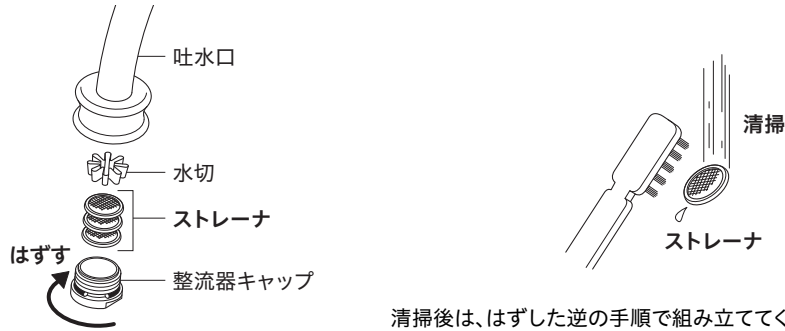 吐水口
水切
ストレーナ
はずす
整流器キャップ
清掃
ストレーナ
清掃後は、はずした逆の手順で組み立ててく